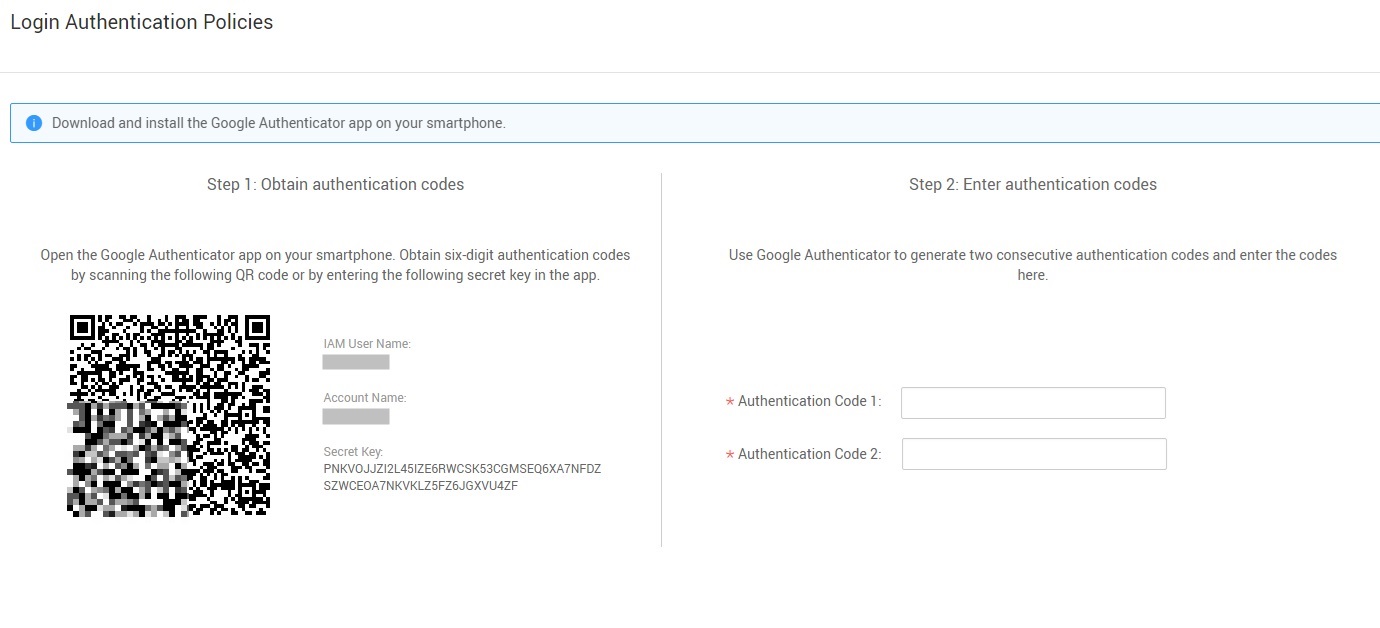 Login Authentication Policies
Download and install the Google Authenticator app on your smartphone.
Step 1: Obtain authentication codes
Open the Google Authenticator app on your smartphone. Obtain six-digit authentication codes
by scanning the following QR code or by entering the following secret key in the app.
IAM User Name:
Account Name:
Secret Key:
PNKVOJJZI2L45IZE6RWCSK53CGMSEQ6XA7NFDZ
SZWCEOA7NKVKLZ5FZ6JGXVU4ZF
Step 2: Enter authentication codes
Use Google Authenticator to generate two consecutive authentication codes and enter the codes
here.
* Authentication Code 1:
* Authentication Code 2: